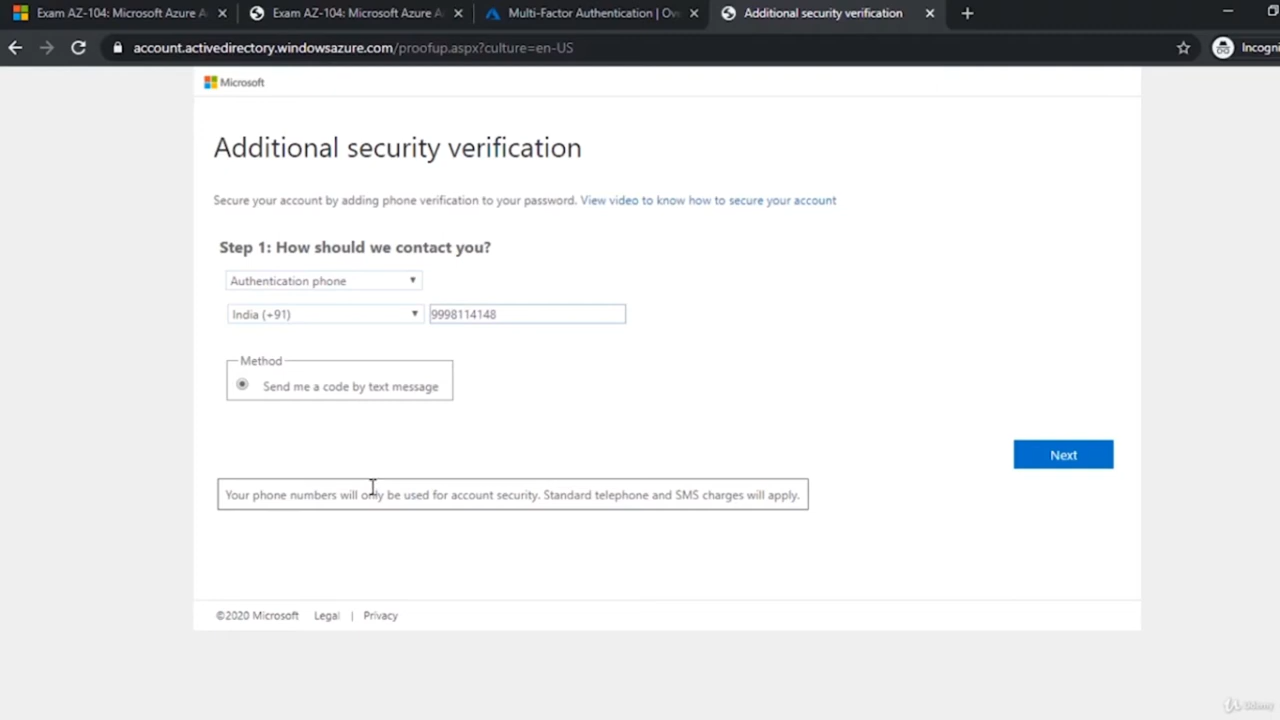 Exam AZ-104: Microsoft Azure A
Exam AZ-104: Microsoft Azure A
Multi-Factor Authentication | Ov
Additional security verification
account.activedirectory.windowsazure.com/proofup.aspx?culture=en-US
Incogni
Microsoft
Additional security verification
Secure your account by adding phone verification to your password. View video to know how to secure your account
Step 1: How should we contact you?
Authentication phone
India (+91) 9998114148
Method
Send me a code by text message
Next
Your phone numbers will only be used for account security. Standard telephone and SMS charges will apply.
©2020 Microsoft Legal | Privacy
Udemy